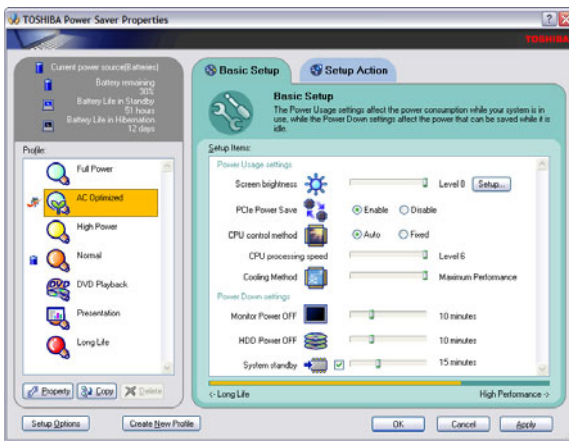 TOSHIBA Power Saver Properties
TOSHIBA
Current power source(Batteries)
Battery remaining
30%
Battery Life in Standby
51 hours
Battery Life in Hibernation
12 days
Profile:
Full Power
AC Optimized
High Power
Normal
DVD Playback
Presentation
Long Life
Property
Copy
Delete
Setup Options
Create New Profile
Basic Setup
Setup Action
Basic Setup
The Power Usage settings affect the power consumption while your system is in
use, while the Power Down settings affect the power that can be saved while it is
idle.
Setup Items:
Power Usage settings
Screen brightness Level 8 Setup...
PCIe Power Save Enable Disable
CPU control method Auto Fixed
CPU processing speed Level 6
Cooling Method Maximum Performance
Power Down settings
Monitor Power OFF 10 minutes
HDD Power OFF 10 minutes
System standby 15 minutes
<- Long Life High Performance ->
OK Cancel Apply